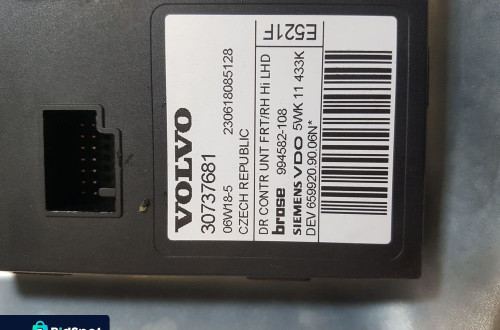 VOLVO
30737681
06W18-5 230618085128
CZECH REPUBLIC
DR CONTR UNT FRT/RH Hi LHD
brose 994582-108
SIEMENS VDO 5WK 11 433K
DEV 659920.90.06N*
E521F
BidSpot